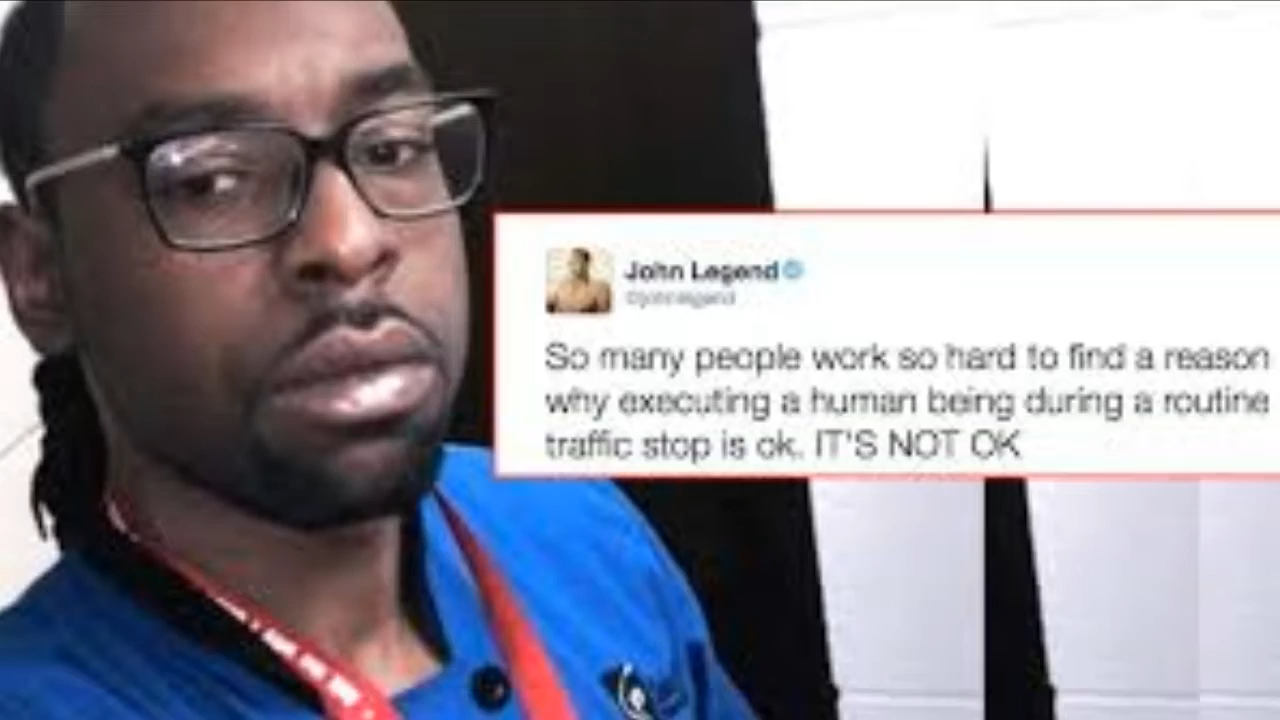 John Legend
@johnlegend
So many people work so hard to find a reason
why executing a human being during a routine
traffic stop is ok. IT'S NOT OK